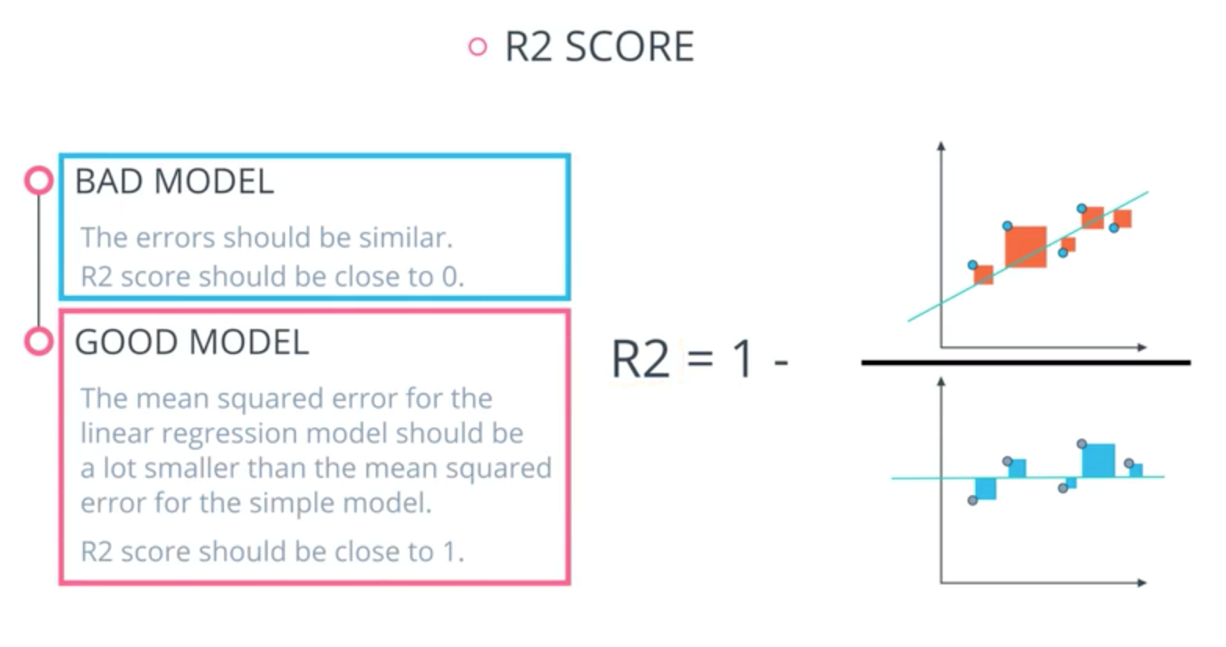 R2 SCORE
BAD MODEL
The errors should be similar.
R2 score should be close to 0.
GOOD MODEL
The mean squared error for the
linear regression model should be
a lot smaller than the mean squared
error for the simple model.
R2 score should be close to 1.
R2 = 1 -